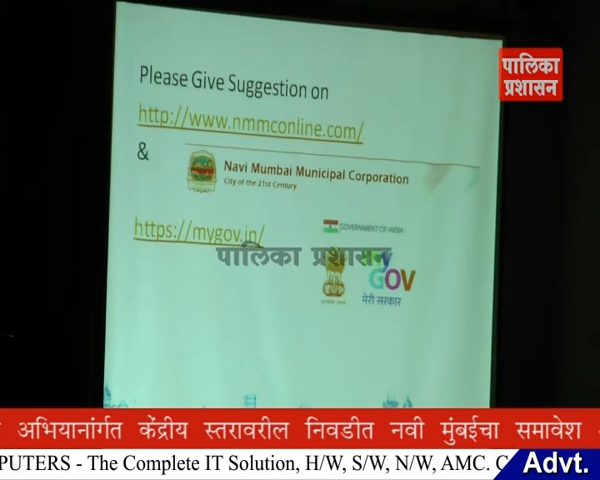 Please Give Suggestion on
पालिका
प्रशासन
http://www.nmmconline.com/
&
Navi Mumbai Municipal Corporation
City of the 21st Century
https://mygov.in/
GOVERNMENT OF INDIA
पालिका प्रशासन
my
GOV
मेरी सरकार
अभियानांर्गत केंद्रीय स्तरावरील निवडीत नवी मुंबईचा समावेश
PUTERS - The Complete IT Solution, H/W, S/W, N/W, AMC.
Advt.